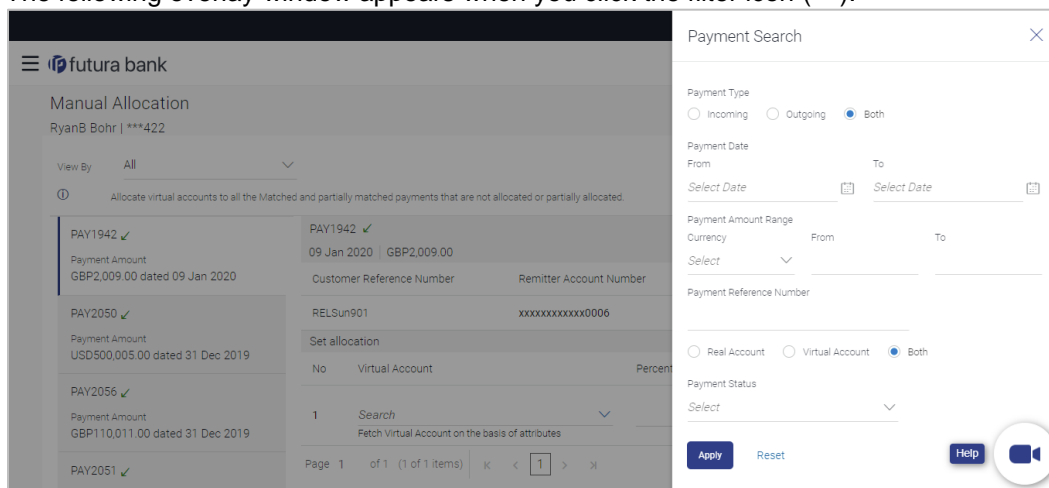 The following overlay window appears when you click the filter icon ( ).
futura bank
Manual Allocation
RyanB Bohr | ***422
View By All
Allocate virtual accounts to all the Matched and partially matched payments that are not allocated or partially allocated.
PAY1942
Payment Amount
GBP2,009.00 dated 09 Jan 2020
PAY2050
Payment Amount
USD500,005.00 dated 31 Dec 2019
PAY2056
Payment Amount
GBP110,011.00 dated 31 Dec 2019
PAY2051
PAY1942
09 Jan 2020 | GBP2,009.00
Customer Reference Number Remitter Account Number
RELSun901 xxxxxxxxxxxx0006
Set allocation
No Virtual Account Percent
1 Search
Fetch Virtual Account on the basis of attributes
Page 1 of 1 (1 of 1 items) 1
Payment Search
Payment Type
Incoming Outgoing Both
Payment Date
From To
Select Date Select Date
Payment Amount Range
Currency From To
Select
Payment Reference Number
Real Account Virtual Account Both
Payment Status
Select
Apply Reset Help